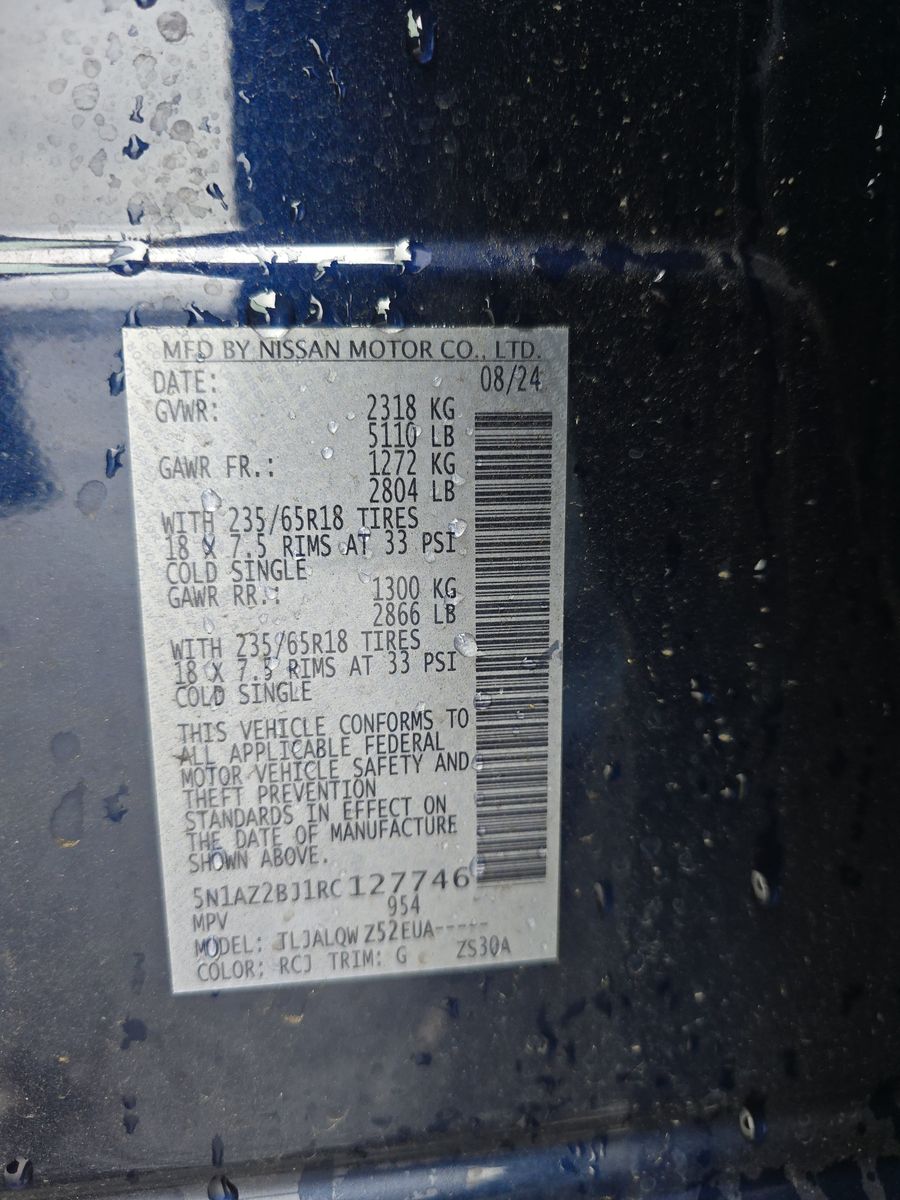 MFD BY NISSAN MOTOR CO., LTD.
DATE: 08/24
GVWR: 2318 KG
5110 LB
GAWR FR.: 1272 KG
2804 LB
WITH 235/65R18 TIRES
18 X 7.5 RIMS AT 33 PSI
COLD SINGLE
GAWR RR.: 1300 KG
2866 LB
WITH 235/65R18 TIRES
18 X 7.5 RIMS AT 33 PSI
COLD SINGLE
THIS VEHICLE CONFORMS TO
ALL APPLICABLE FEDERAL
MOTOR VEHICLE SAFETY AND
THEFT PREVENTION
STANDARDS IN EFFECT ON
THE DATE OF MANUFACTURE
SHOWN ABOVE.
5N1AZ2BJ1RC127746
MPV 954
MODEL: TLJALQWZ52EUA-----
COLOR: RCJ TRIM: G ZS30A